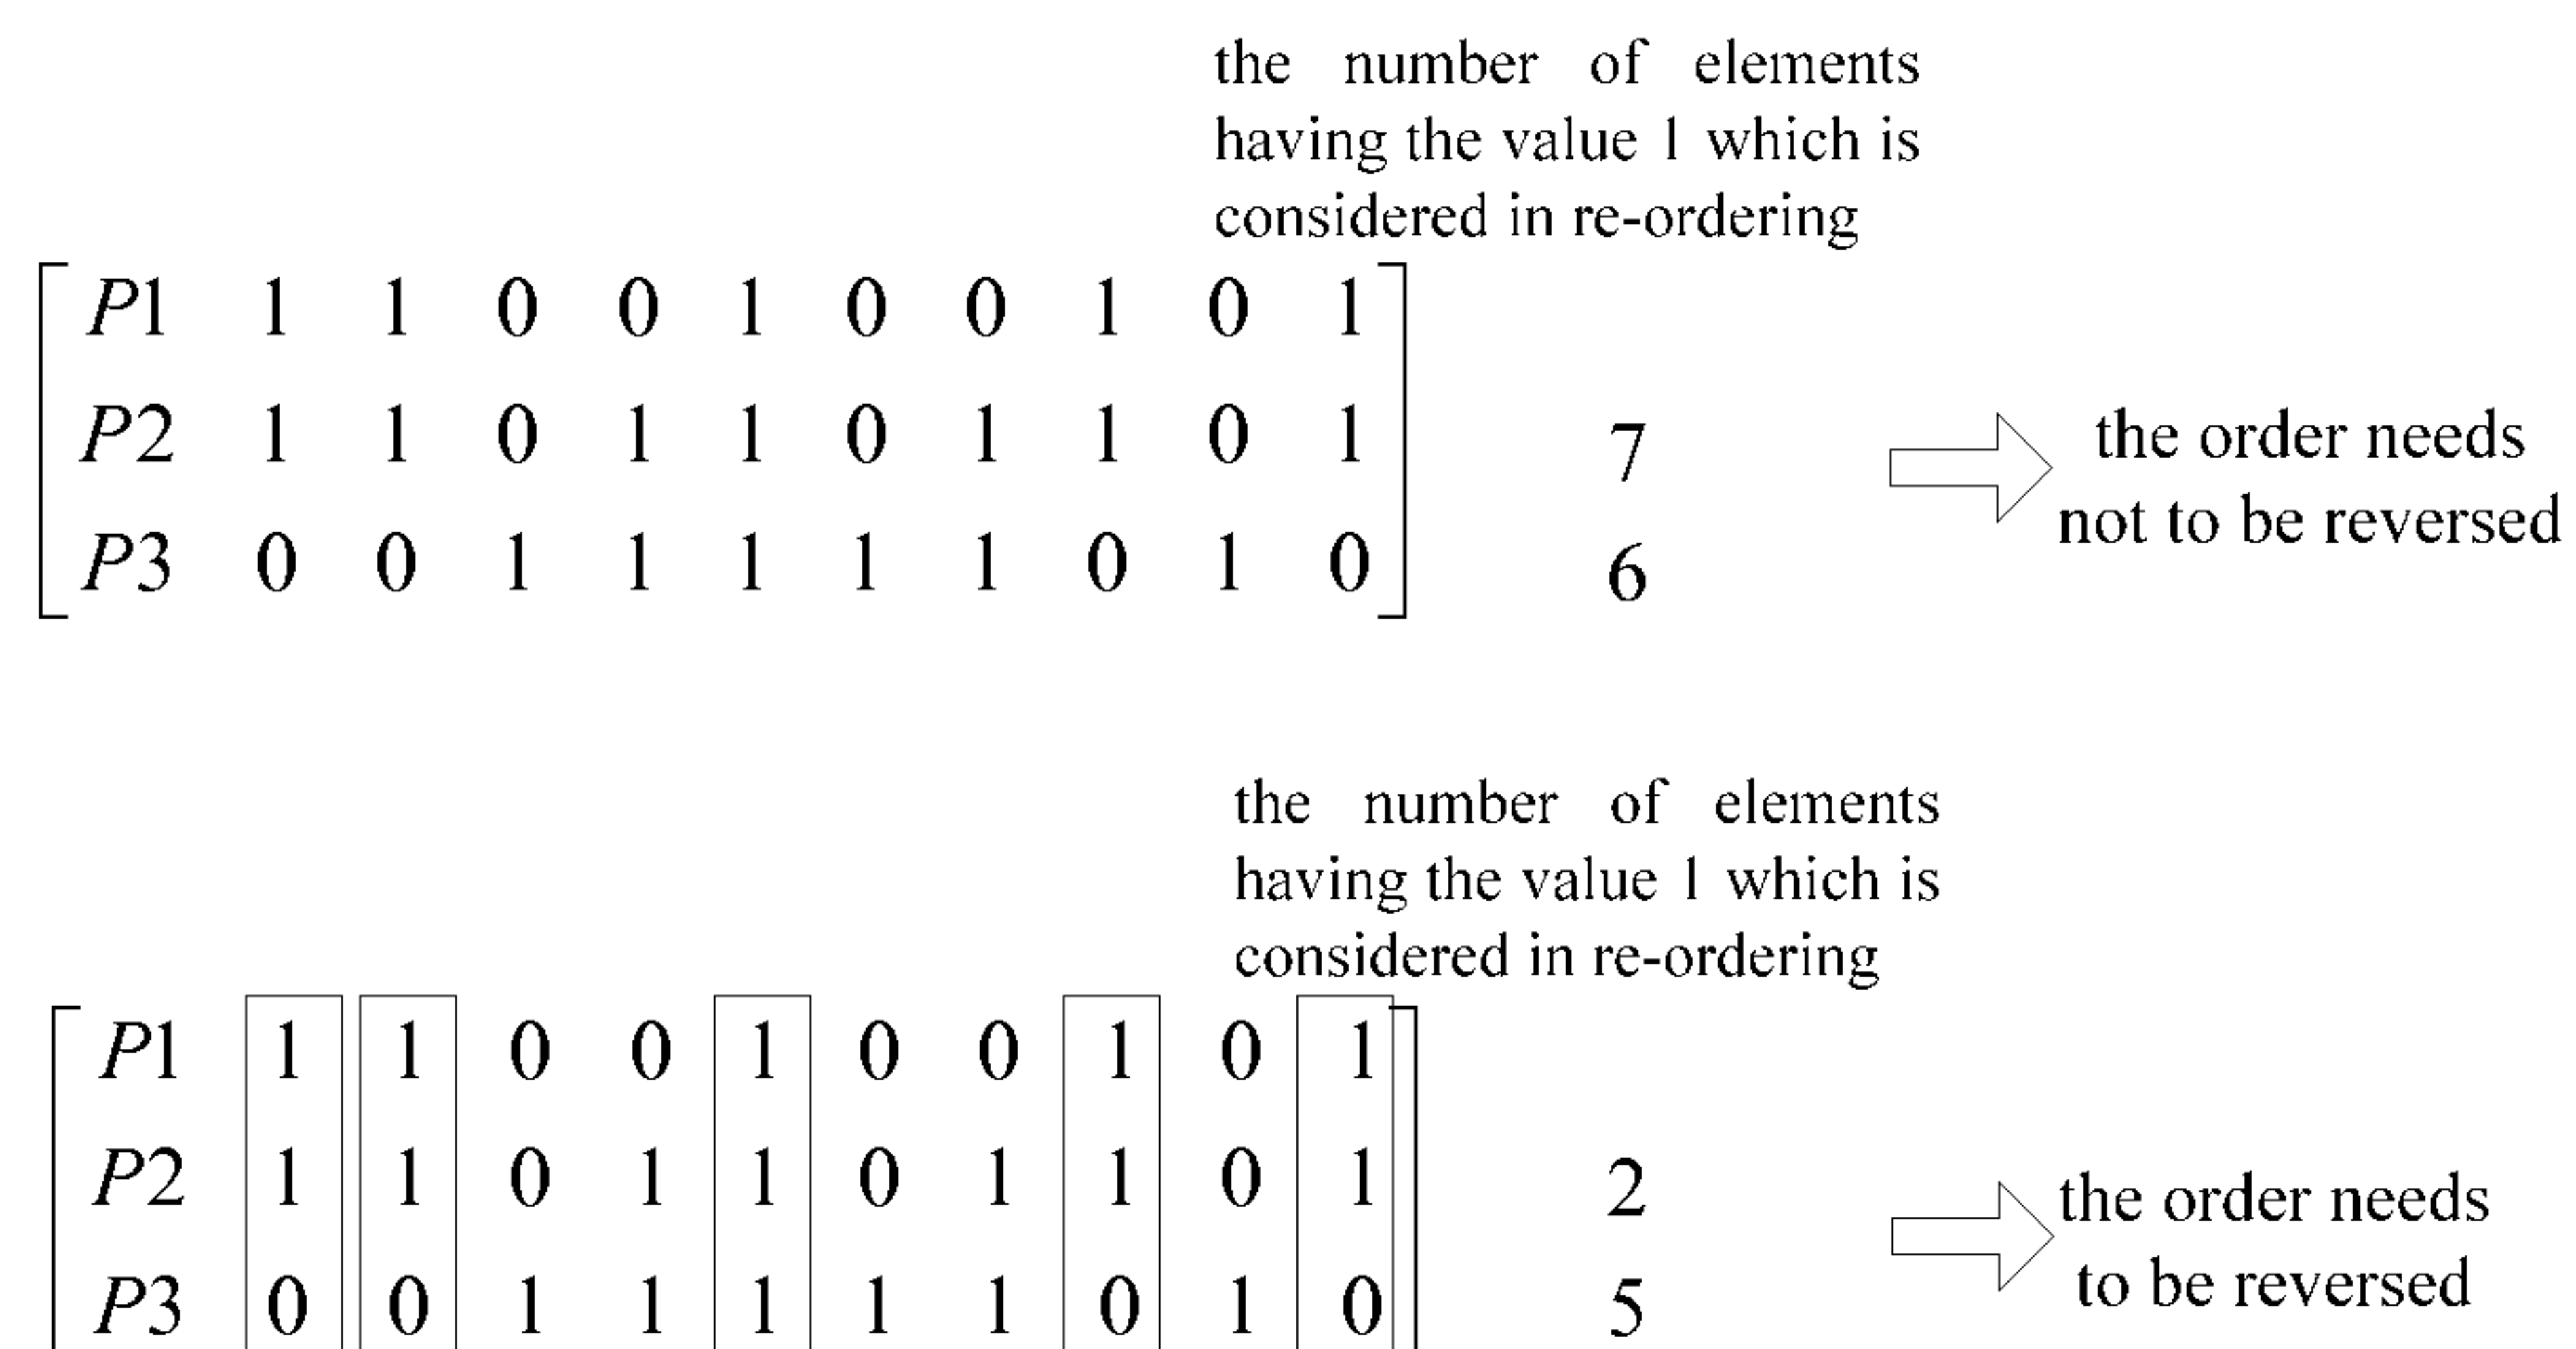 the number of elements
having the value 1 which is
considered in re-ordering
P1 1 1 0 0 1 0 0 1 0 1
P2 1 1 0 1 1 0 1 1 0 1 7
P3 0 0 1 1 1 1 1 0 1 0 6
the order needs
not to be reversed
the number of elements
having the value 1 which is
considered in re-ordering
P1 1 1 0 0 1 0 0 1 0 1
P2 1 1 0 1 1 0 1 1 0 1 2
P3 0 0 1 1 1 1 1 0 1 0 5
the order needs
to be reversed